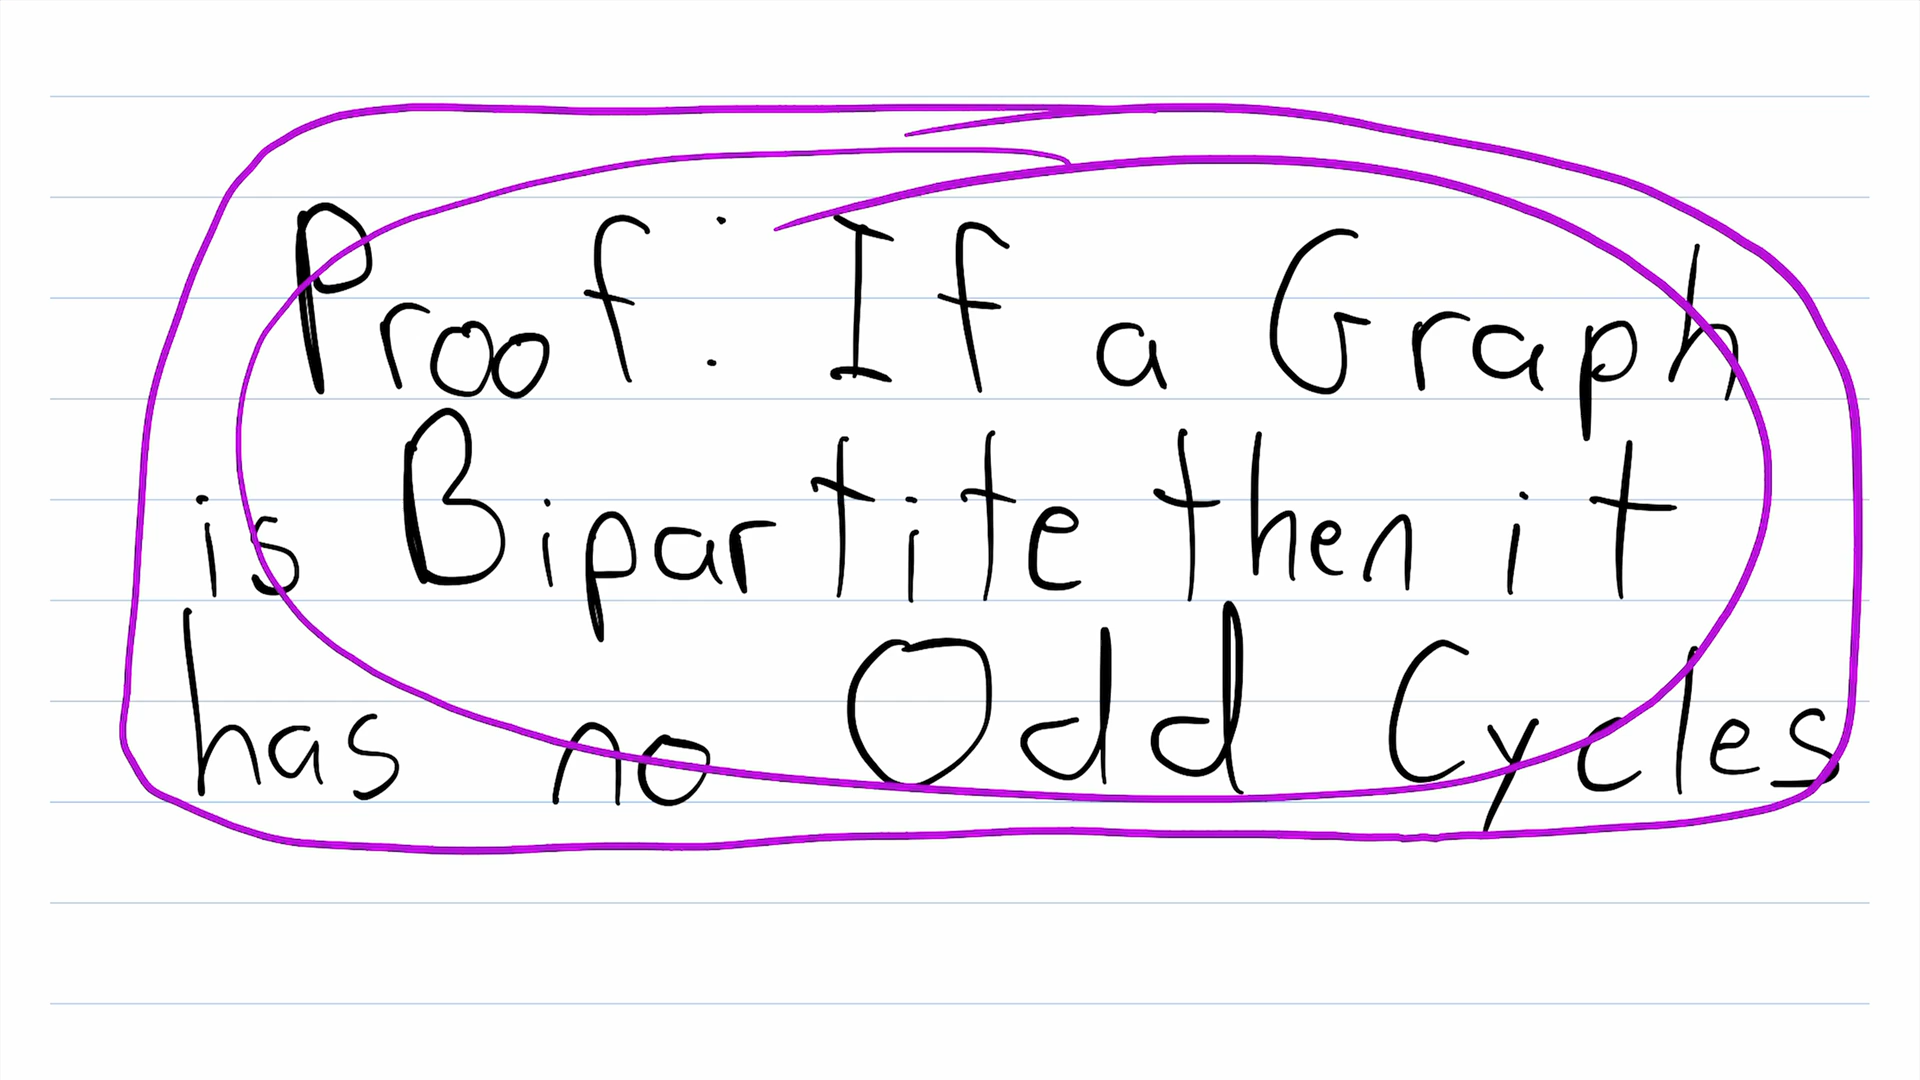 Proof: If a Graph
is Bipartite then it
has no Odd Cycles